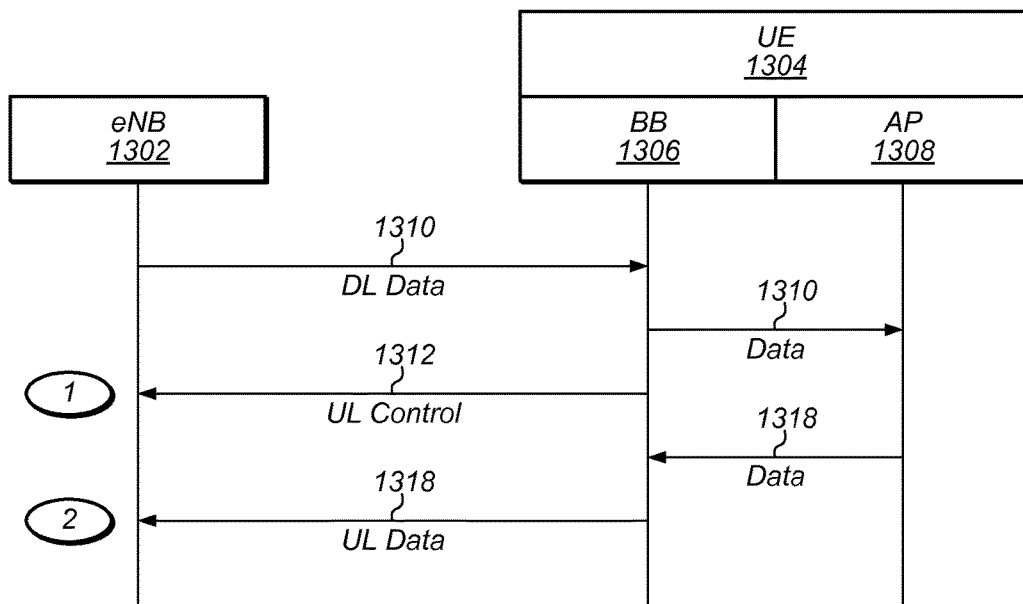 UE
1304
eNB
1302
BB
1306
AP
1308
1310
DL Data
1310
Data
1312
1
UL Control
1318
Data
1318
2
UL Data